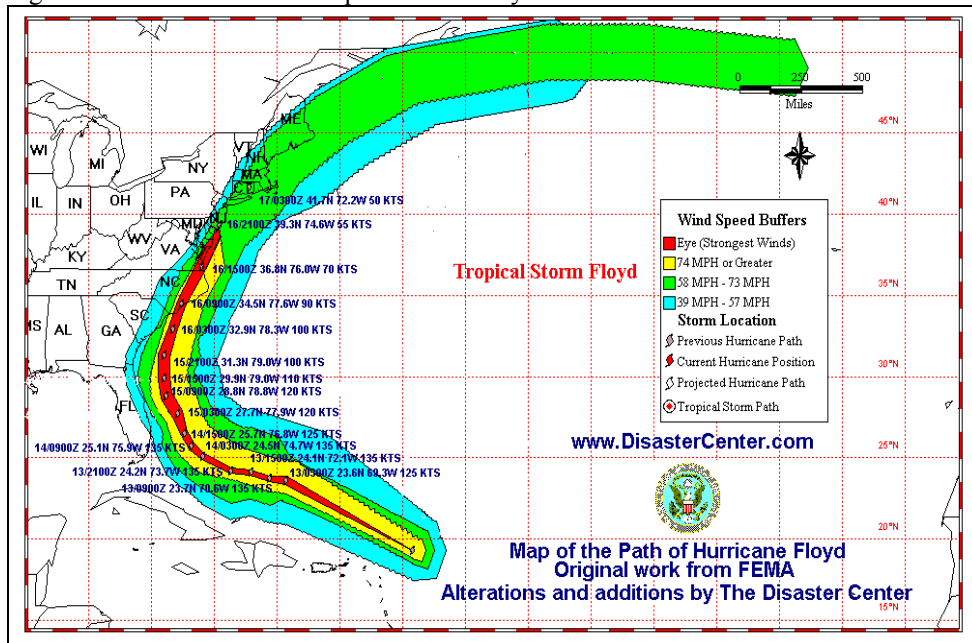 0 250 500
Miles
45°N
40°N
35°N
30°N
25°N
20°N
15°N
WI
MI
IL
IN
OH
PA
NY
VT
NH
ME
MA
CT
NJ
MD
WV
VA
KY
TN
NC
SC
AL
GA
FL
17/0300Z 41.7N 72.2W 50 KTS
16/2100Z 39.3N 74.6W 55 KTS
16/1500Z 36.8N 76.0W 70 KTS
16/0900Z 34.5N 77.6W 90 KTS
16/0300Z 32.9N 78.3W 100 KTS
15/2100Z 31.3N 79.0W 100 KTS
15/1500Z 29.9N 79.0W 110 KTS
15/0900Z 28.8N 78.8W 120 KTS
15/0300Z 27.7N 77.9W 120 KTS
14/1500Z 25.7N 76.8W 125 KTS
14/0900Z 25.1N 75.9W 135 KTS
14/0300Z 24.5N 74.7W 135 KTS
13/1500Z 24.1N 72.1W 135 KTS
13/2100Z 24.2N 73.7W 135 KTS
13/0300Z 23.6N 69.3W 125 KTS
13/0900Z 23.7N 70.6W 135 KTS
Tropical Storm Floyd
Wind Speed Buffers
Eye (Strongest Winds)
74 MPH or Greater
58 MPH - 73 MPH
39 MPH - 57 MPH
Storm Location
Previous Hurricane Path
Current Hurricane Position
Projected Hurricane Path
Tropical Storm Path
www.DisasterCenter.com
Map of the Path of Hurricane Floyd
Original work from FEMA
Alterations and additions by The Disaster Center